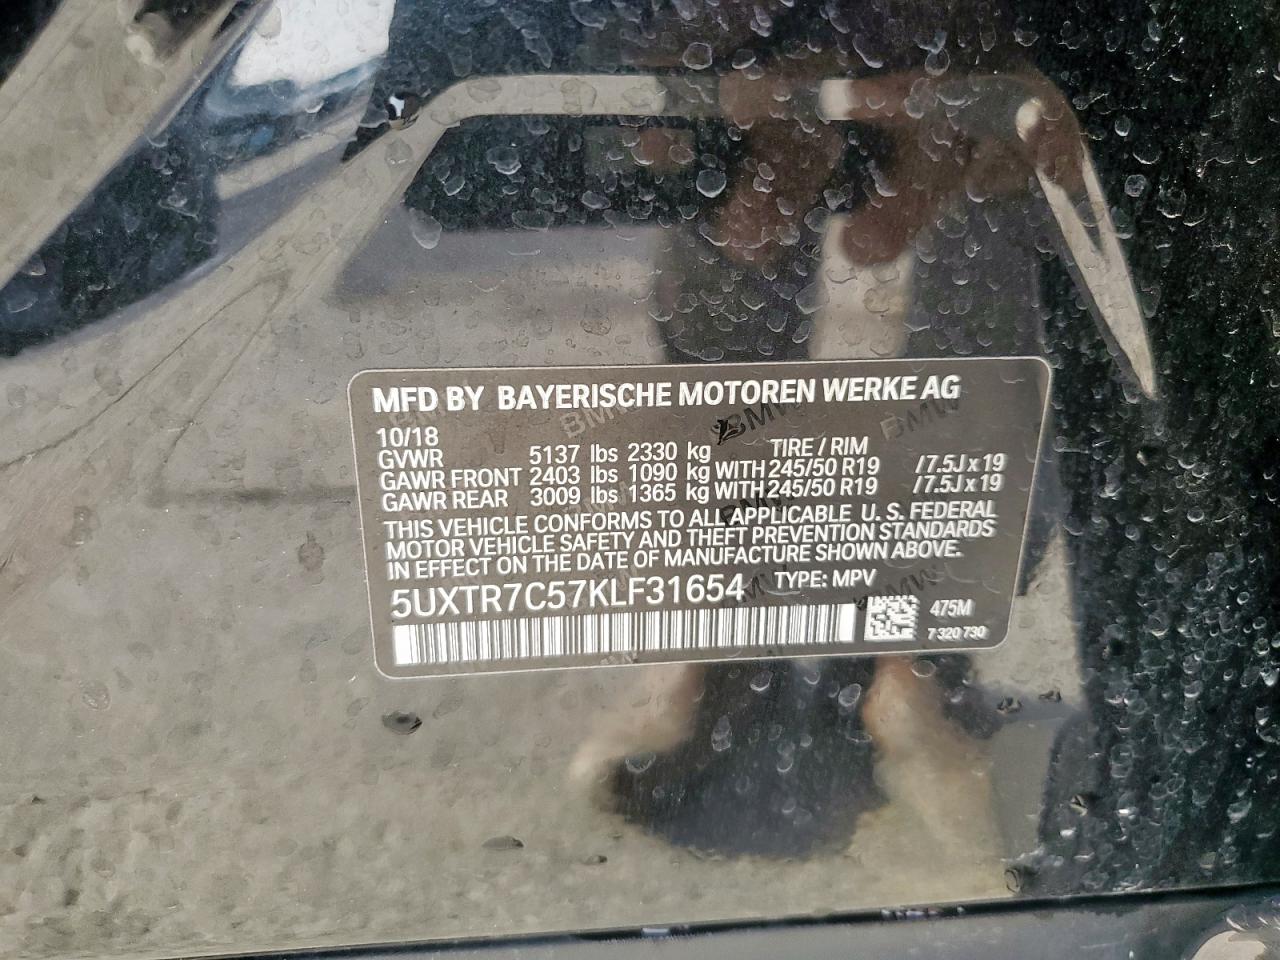 MFD BY BAYERISCHE MOTOREN WERKE AG
10/18
GVWR 5137 lbs 2330 kg TIRE / RIM
GAWR FRONT 2403 lbs 1090 kg WITH 245/50 R19 /7.5J x 19
GAWR REAR 3009 lbs 1365 kg WITH 245/50 R19 /7.5J x 19
THIS VEHICLE CONFORMS TO ALL APPLICABLE U. S. FEDERAL
MOTOR VEHICLE SAFETY AND THEFT PREVENTION STANDARDS
IN EFFECT ON THE DATE OF MANUFACTURE SHOWN ABOVE.
5UXTR7C57KLF31654 TYPE: MPV
475M
7 320 730